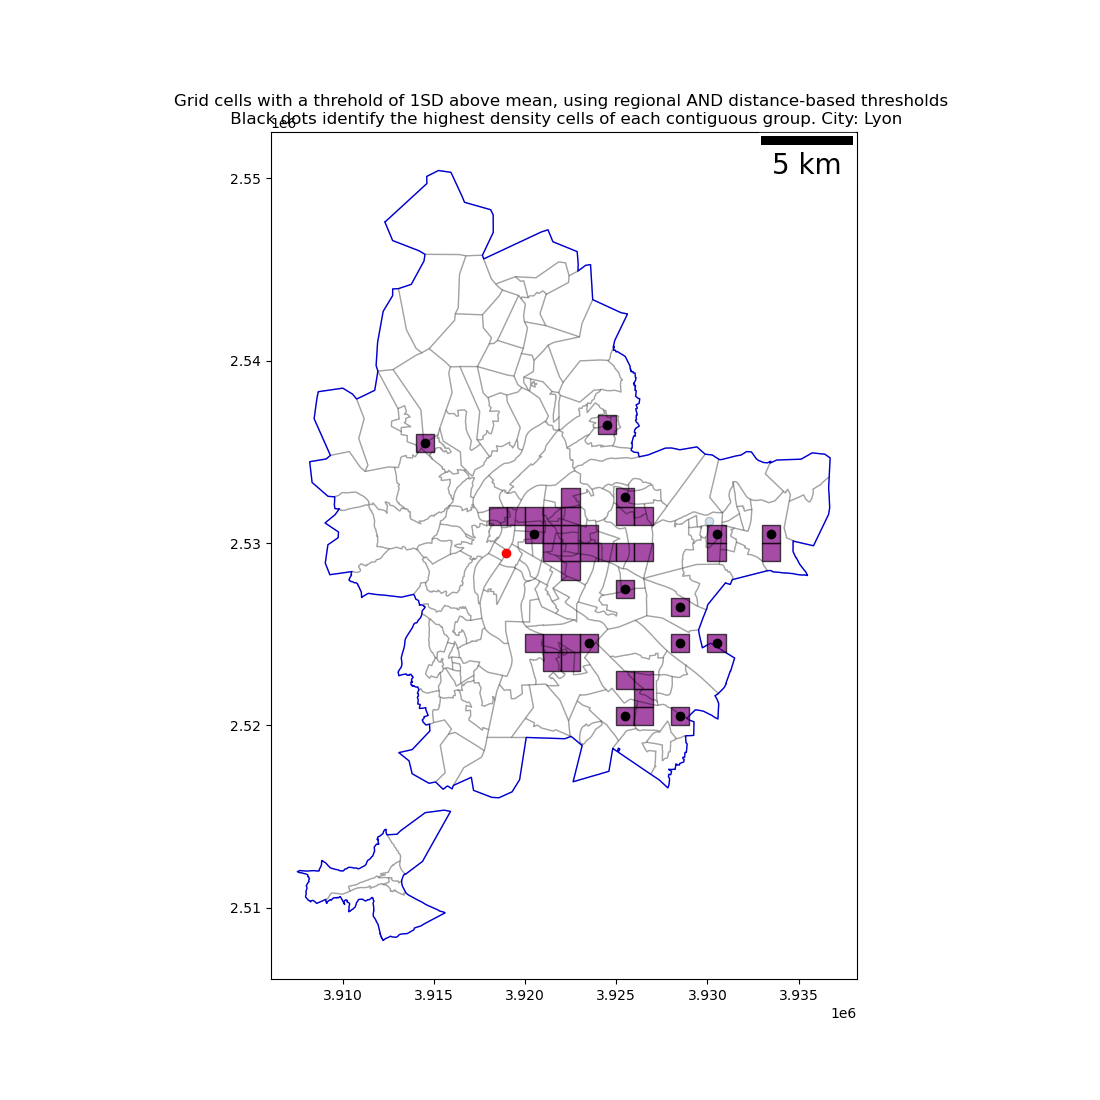 Grid cells with a threhold of 1SD above mean, using regional AND distance-based thresholds
Black dots identify the highest density cells of each contiguous group. City: Lyon
1e6
5 km
2.55
2.54
2.53
2.52
2.51
3.910 3.915 3.920 3.925 3.930 3.935
1e6